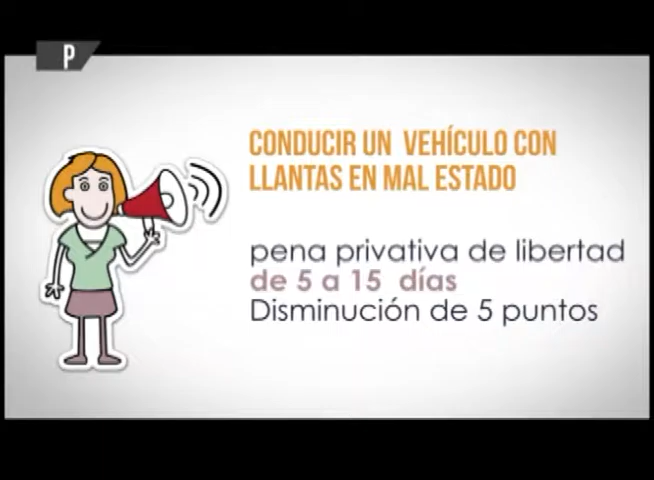 P
CONDUCIR UN VEHÍCULO CON
LLANTAS EN MAL ESTADO
pena privativa de libertad
de 5 a 15 días
Disminución de 5 puntos